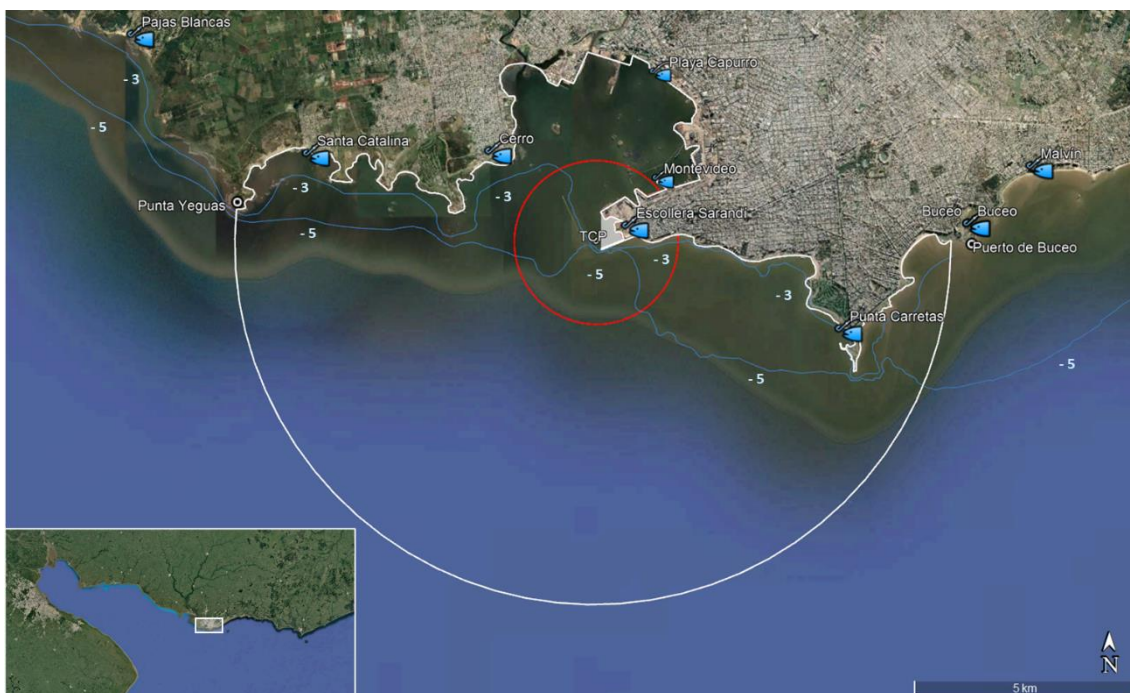 Pajas Blancas
- 3
- 5
Playa Capurro
Santa Catalina
Cerro
Malvín
- 3
- 3
Montevideo
Punta Yeguas
- 5
Escollera Sarandí
TCP
Buceo
Buceo
Puerto de Buceo
- 3
- 5
- 3
Punta Carretas
- 5
- 5
N
5 km